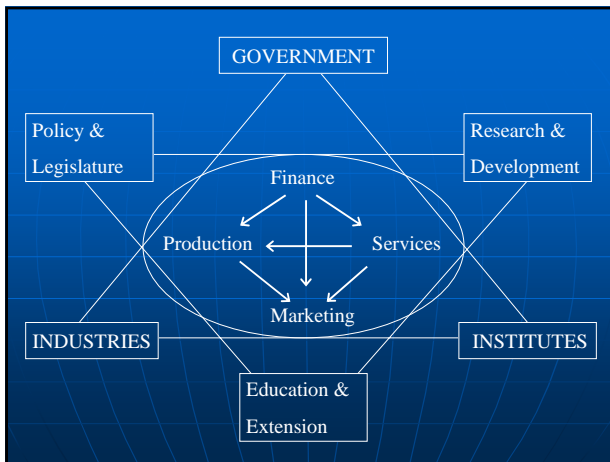 GOVERNMENT
Policy &
Legislature
Research &
Development
Finance
Production
Services
Marketing
INDUSTRIES
INSTITUTES
Education &
Extension